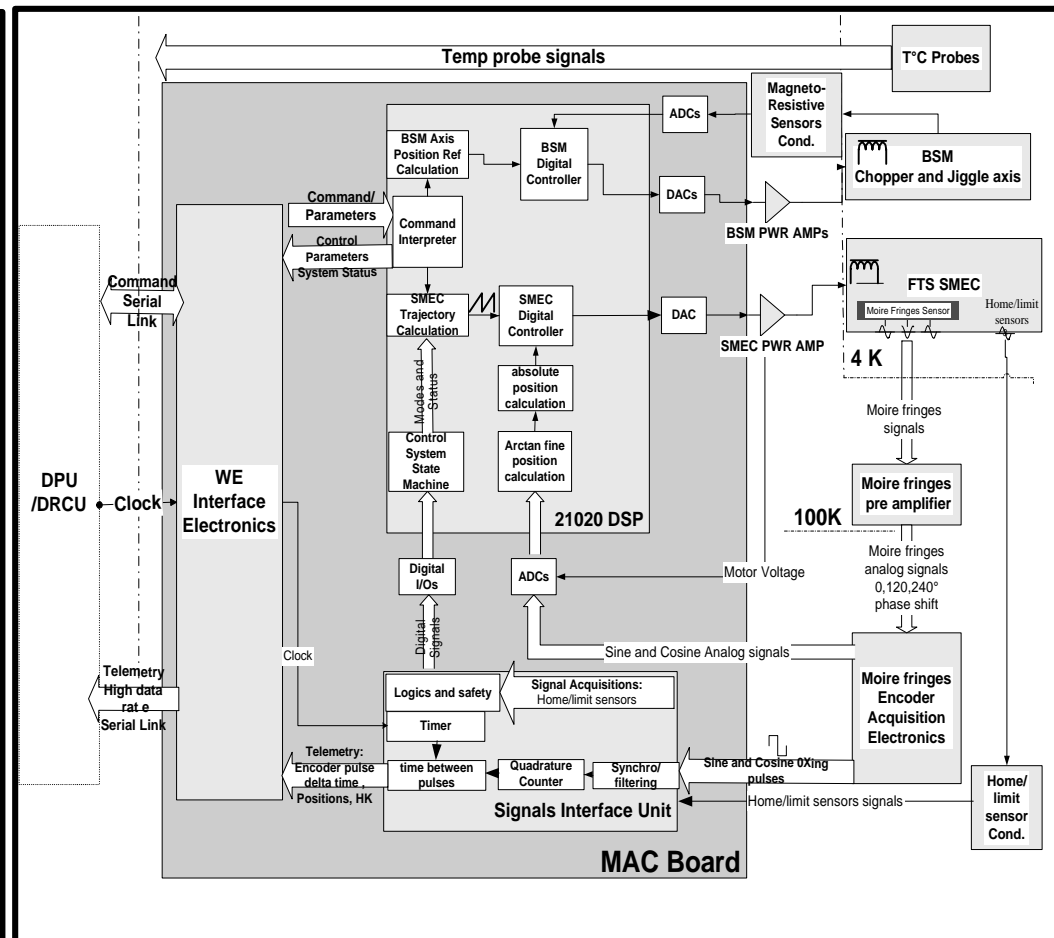 Temp probe signals
T°C Probes
Magneto-
Resistive
Sensors
Cond.
ADCs
BSM Axis
Position Ref
Calculation
BSM
Digital
Controller
BSM
Chopper and Jiggle axis
DACs
BSM PWR AMPs
Command/
Parameters
Command
Interpreter
Control
Parameters
System Status
Command
Serial
Link
SMEC
Trajectory
Calculation
SMEC
Digital
Controller
DAC
SMEC PWR AMP
FTS SMEC
Moire Fringes Sensor
Home/limit
sensors
4 K
Modes and
Status
absolute
position
calculation
Moire fringes
signals
Control
System
State
Machine
Arctan fine
position
calculation
DPU
/DRCU
Clock
WE
Interface
Electronics
21020 DSP
Moire fringes
pre amplifier
100K
Moire fringes
analog signals
0,120,240°
phase shift
Digital
I/Os
ADCs
Motor Voltage
Digital
Signals
Clock
Sine and Cosine Analog signals
Telemetry
High data
rat e
Serial Link
Logics and safety
Signal Acquisitions:
Home/limit sensors
Timer
Moire fringes
Encoder
Acquisition
Electronics
Telemetry:
Encoder pulse
delta time ,
Positions, HK
time between
pulses
Quadrature
Counter
Synchro/
filtering
Sine and Cosine 0Xing
pulses
Signals Interface Unit
Home/limit sensors signals
Home/
limit
sensor
Cond.
MAC Board